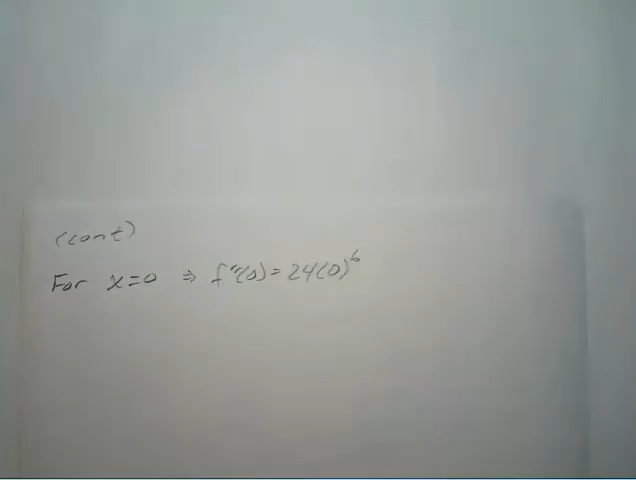 (cont)
For x=0 ⇒ f''(0)=24(0)^6